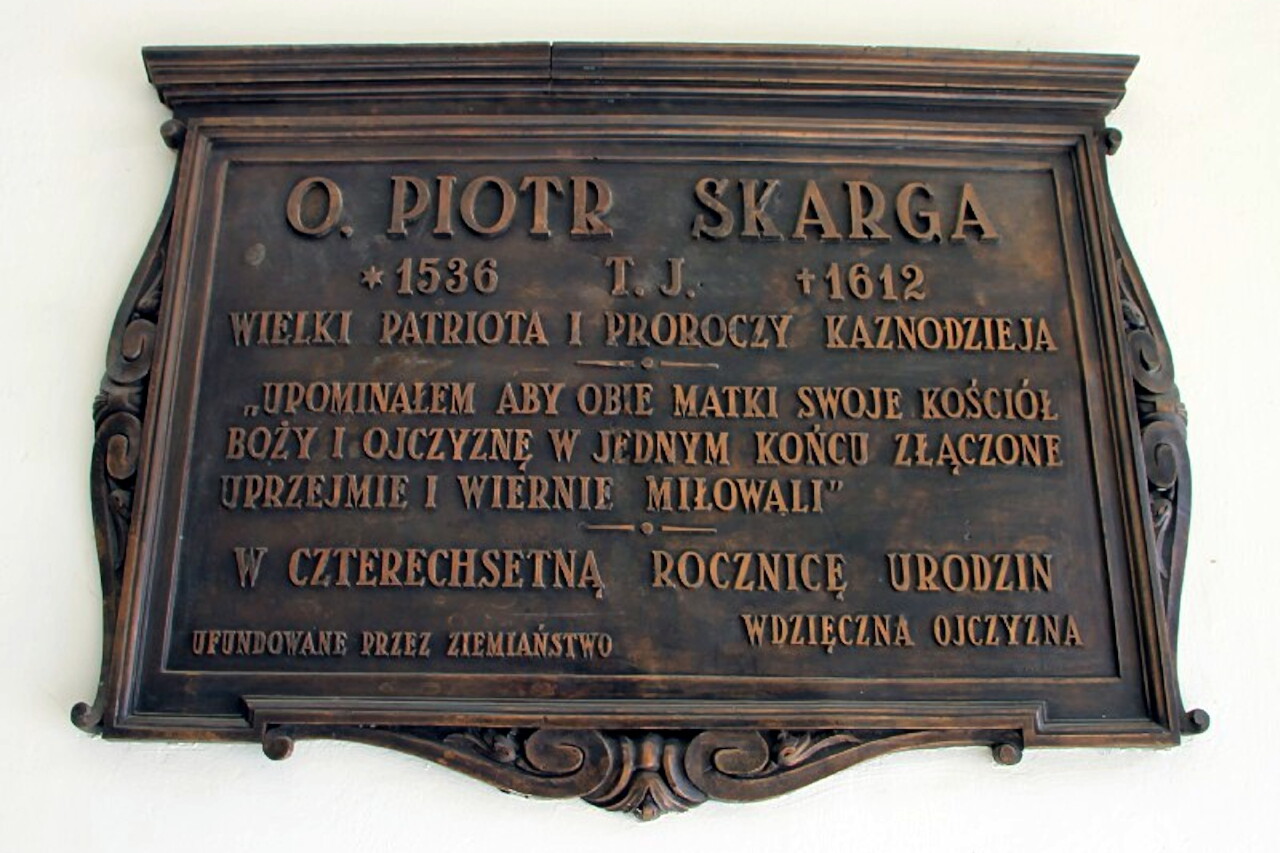 O. PIOTR SKARGA
*1536 T. J. †1612
WIELKI PATRIOTA I PROROCZY KAZNODZIEJA
„UPOMINAŁEM ABY OBIE MATKI SWOJE KOŚCIÓŁ
BOŻY I OJCZYZNĘ W JEDNYM KOŃCU ZŁĄCZONE
UPRZEJMIE I WIERNIE MIŁOWALI”
W CZTERECHSETNĄ ROCZNICĘ URODZIN
WDZIĘCZNA OJCZYZNA
UFUNDOWANE PRZEZ ZIEMIAŃSTWO